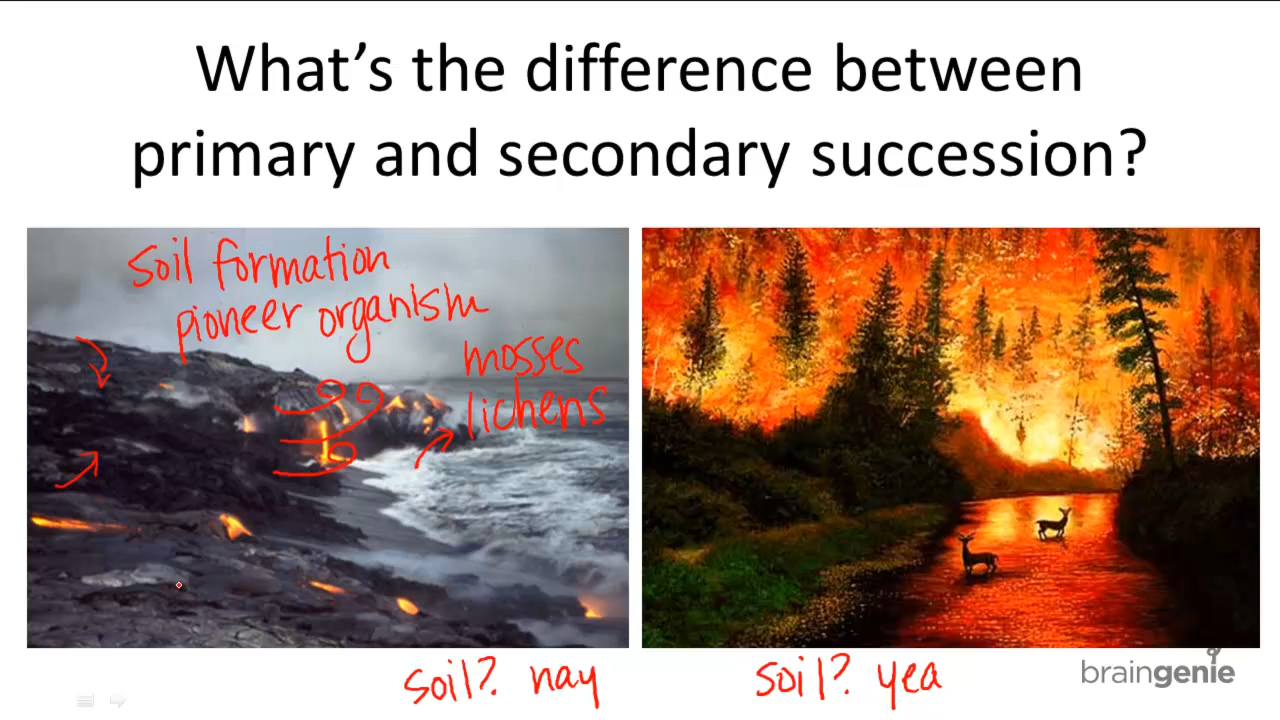 What’s the difference between
primary and secondary succession?
soil formation
pioneer organism
mosses
lichens
soil? nay
soil? yea
braingenie